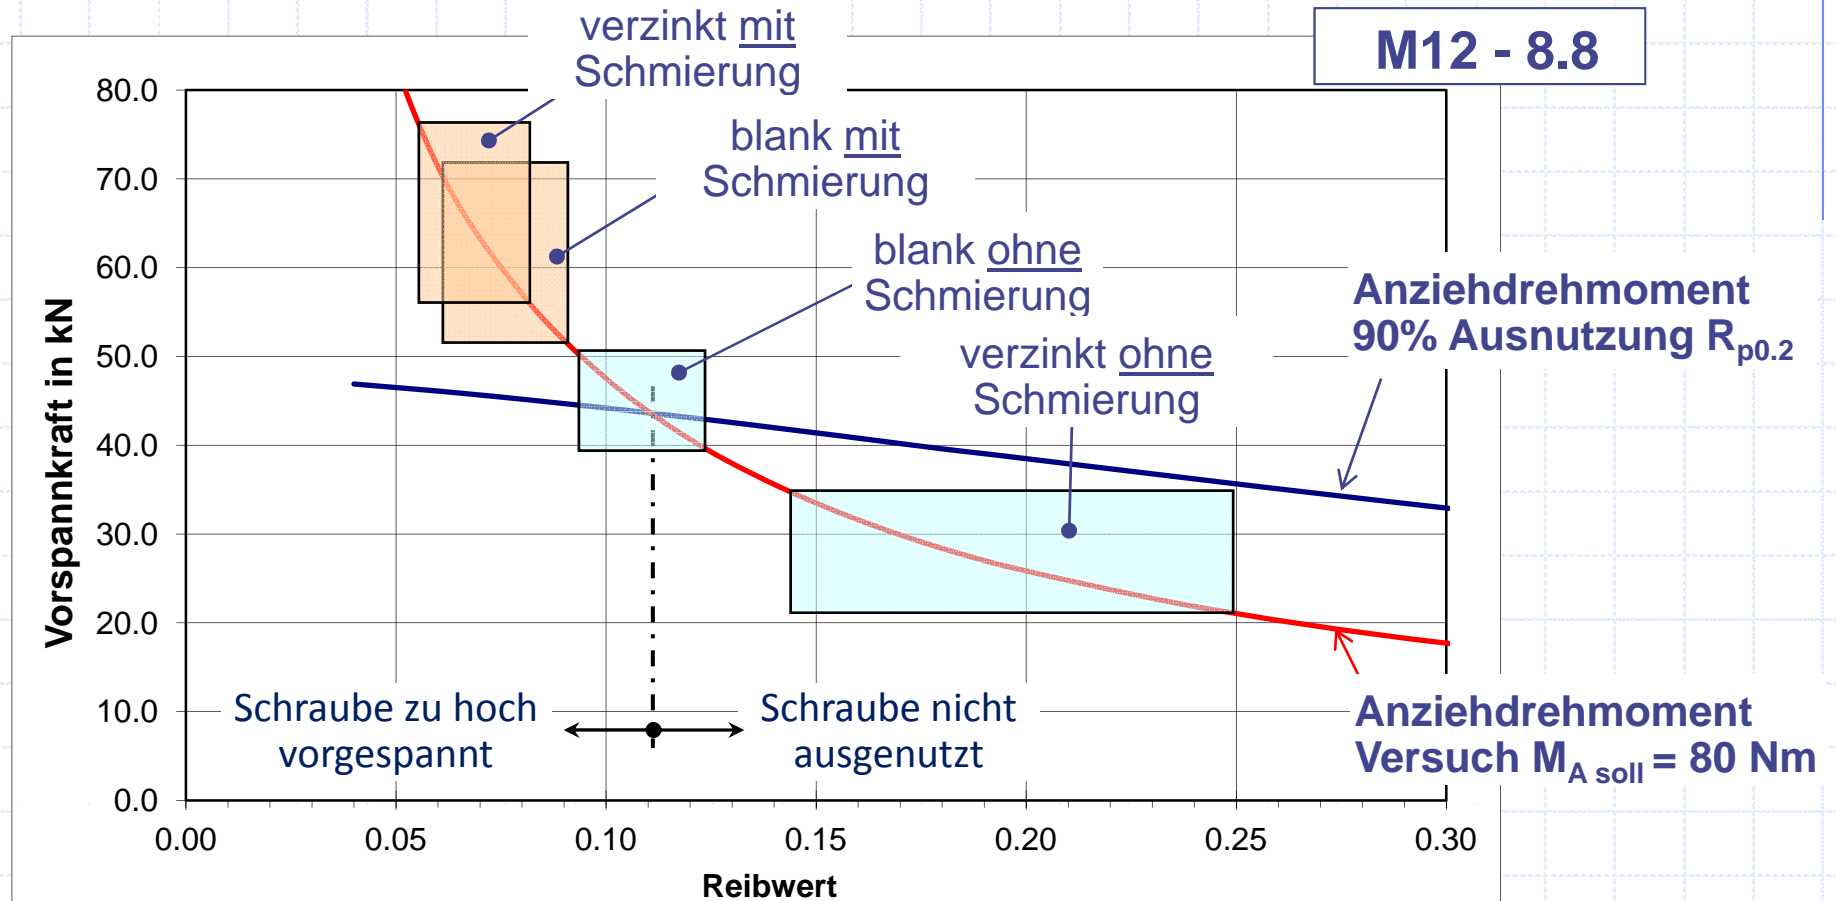 verzinkt mit
Schmierung
M12 - 8.8
blank mit
Schmierung
blank ohne
Schmierung
verzinkt ohne
Schmierung
Anziehdrehmoment
90% Ausnutzung Rp0.2
Vorspannkraft in kN
80.0
70.0
60.0
50.0
40.0
30.0
20.0
10.0
0.0
Schraube zu hoch
vorgespannt
Schraube nicht
ausgenutzt
Anziehdrehmoment
Versuch MA soll = 80 Nm
0.00 0.05 0.10 0.15 0.20 0.25 0.30
Reibwert